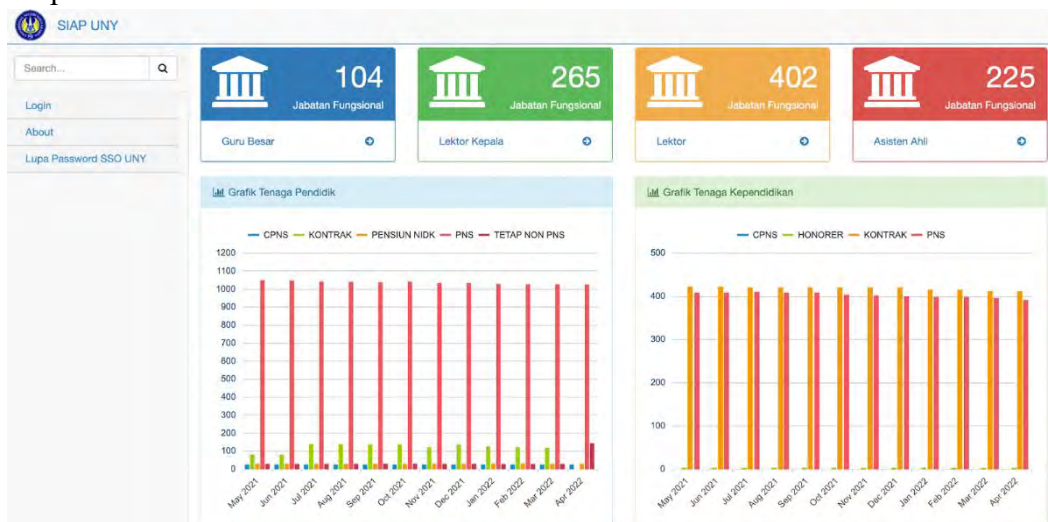 SIAP UNY
Search...
Login
About
Lupa Password SSO UNY
104
Jabatan Fungsional
Guru Besar
265
Jabatan Fungsional
Lektor Kepala
402
Jabatan Fungsional
Lektor
225
Jabatan Fungsional
Asisten Ahli
Grafik Tenaga Pendidik
CPNS KONTRAK PENSIUN NIDK PNS TETAP NON PNS
1200
1100
1000
900
800
700
600
500
400
300
200
100
0
May 2021 Jun 2021 Jul 2021 Aug 2021 Sep 2021 Oct 2021 Nov 2021 Dec 2021 Jan 2022 Feb 2022 Mar 2022 Apr 2022
Grafik Tenaga Kependidikan
CPNS HONORER KONTRAK PNS
500
400
300
200
100
0
May 2021 Jun 2021 Jul 2021 Aug 2021 Sep 2021 Oct 2021 Nov 2021 Dec 2021 Jan 2022 Feb 2022 Mar 2022 Apr 2022